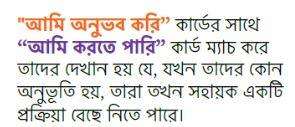 "আমি অনুভব করি” কার্ডের সাথে
“আমি করতে পারি” কার্ড ম্যাচ করে
তাদের দেখান হয় যে, যখন তাদের কোন
অনুভূতি হয়, তারা তখন সহায়ক একটি
প্রক্রিয়া বেছে নিতে পারে।